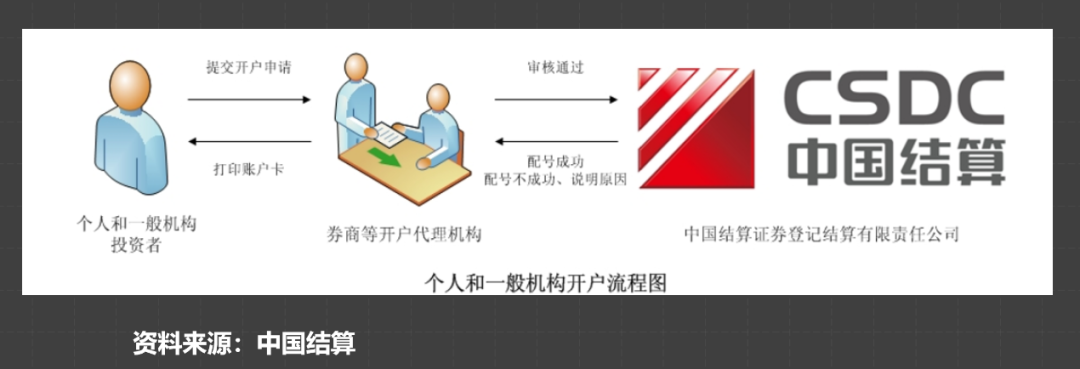 提交开户申请
打印账户卡
审核通过
配号成功
配号不成功、说明原因
CSDC
中国结算
个人和一般机构
投资者
券商等开户代理机构
中国结算证券登记结算有限责任公司
个人和一般机构开户流程图
资料来源：中国结算